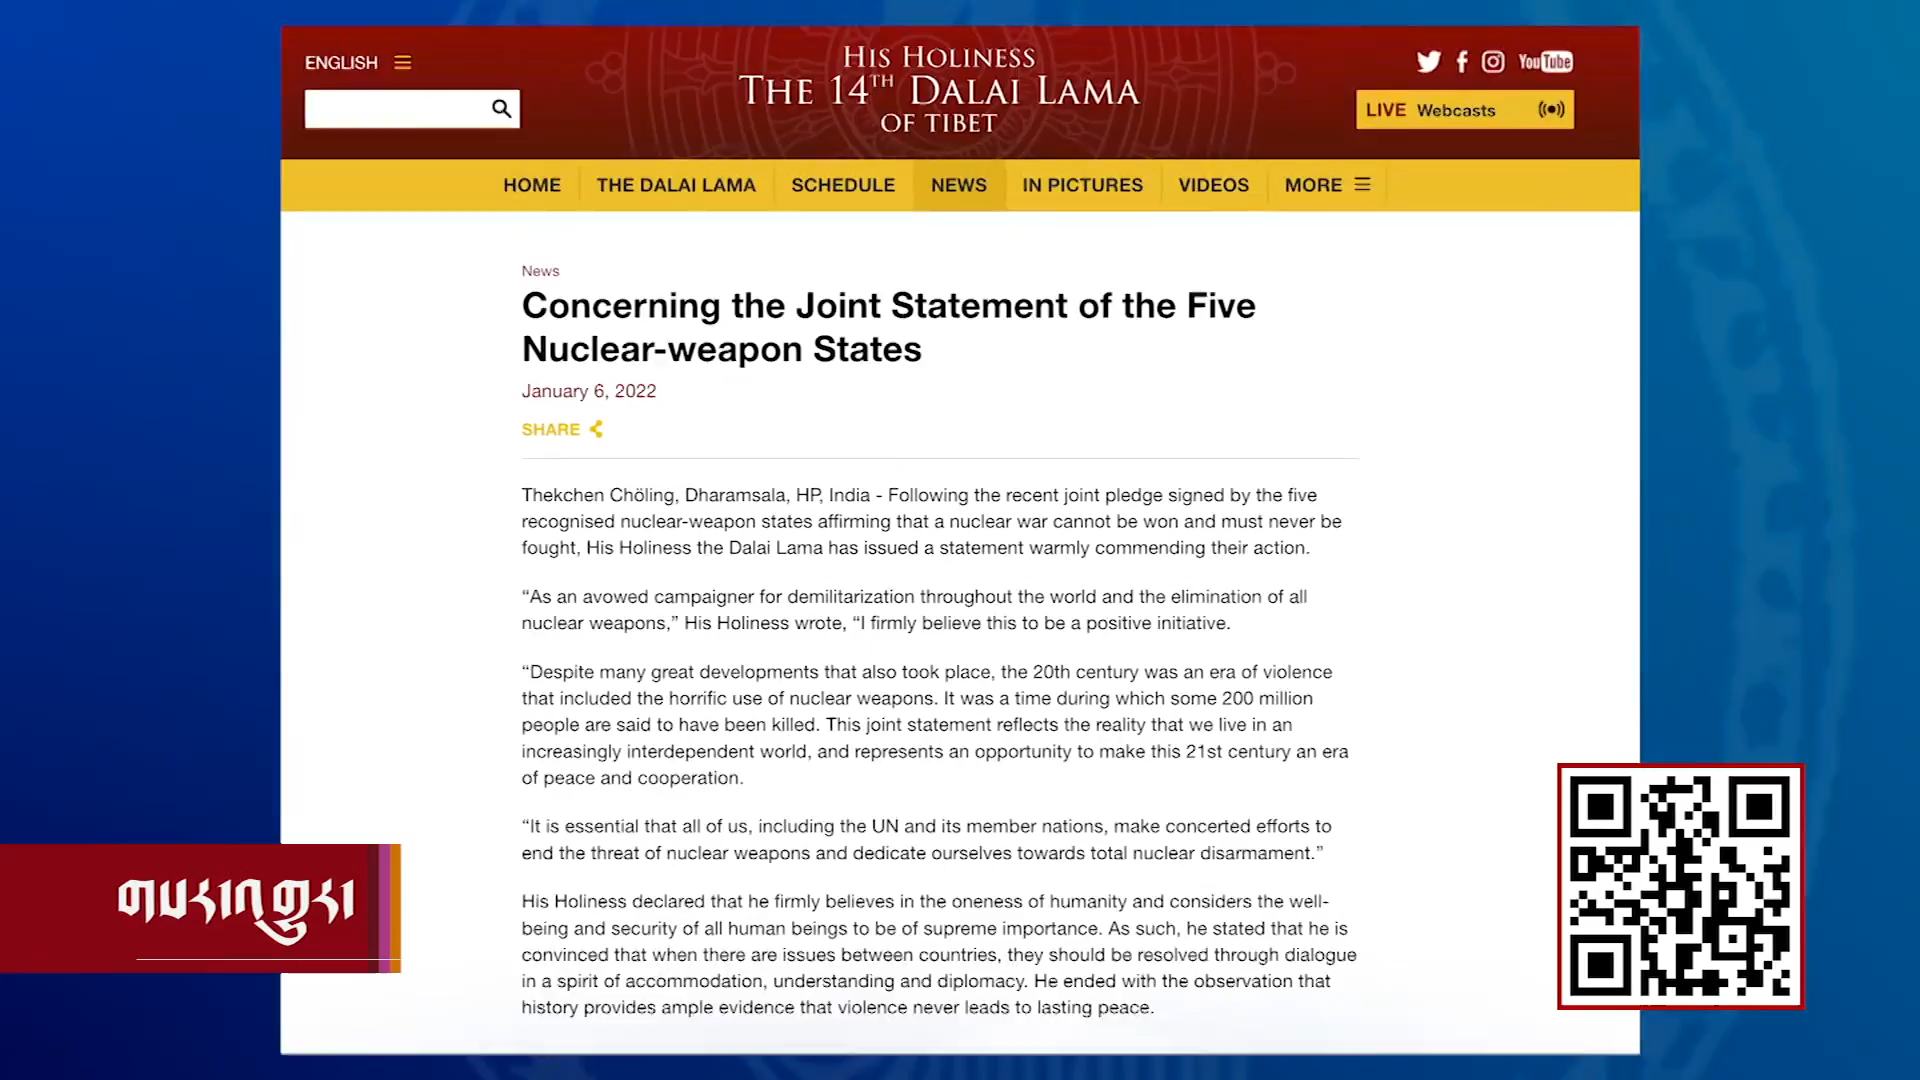 ENGLISH
HIS HOLINESS
THE 14TH DALAI LAMA
OF TIBET
YouTube
LIVE Webcasts
HOME THE DALAI LAMA SCHEDULE NEWS IN PICTURES VIDEOS MORE
News
Concerning the Joint Statement of the Five
Nuclear-weapon States
January 6, 2022
SHARE
Thekchen Chöling, Dharamsala, HP, India - Following the recent joint pledge signed by the five
recognised nuclear-weapon states affirming that a nuclear war cannot be won and must never be
fought, His Holiness the Dalai Lama has issued a statement warmly commending their action.
“As an avowed campaigner for demilitarization throughout the world and the elimination of all
nuclear weapons,” His Holiness wrote, “I firmly believe this to be a positive initiative.
“Despite many great developments that also took place, the 20th century was an era of violence
that included the horrific use of nuclear weapons. It was a time during which some 200 million
people are said to have been killed. This joint statement reflects the reality that we live in an
increasingly interdependent world, and represents an opportunity to make this 21st century an era
of peace and cooperation.
“It is essential that all of us, including the UN and its member nations, make concerted efforts to
end the threat of nuclear weapons and dedicate ourselves towards total nuclear disarmament.”
His Holiness declared that he firmly believes in the oneness of humanity and considers the well-
being and security of all human beings to be of supreme importance. As such, he stated that he is
convinced that when there are issues between countries, they should be resolved through dialogue
in a spirit of accommodation, understanding and diplomacy. He ended with the observation that
history provides ample evidence that violence never leads to lasting peace.